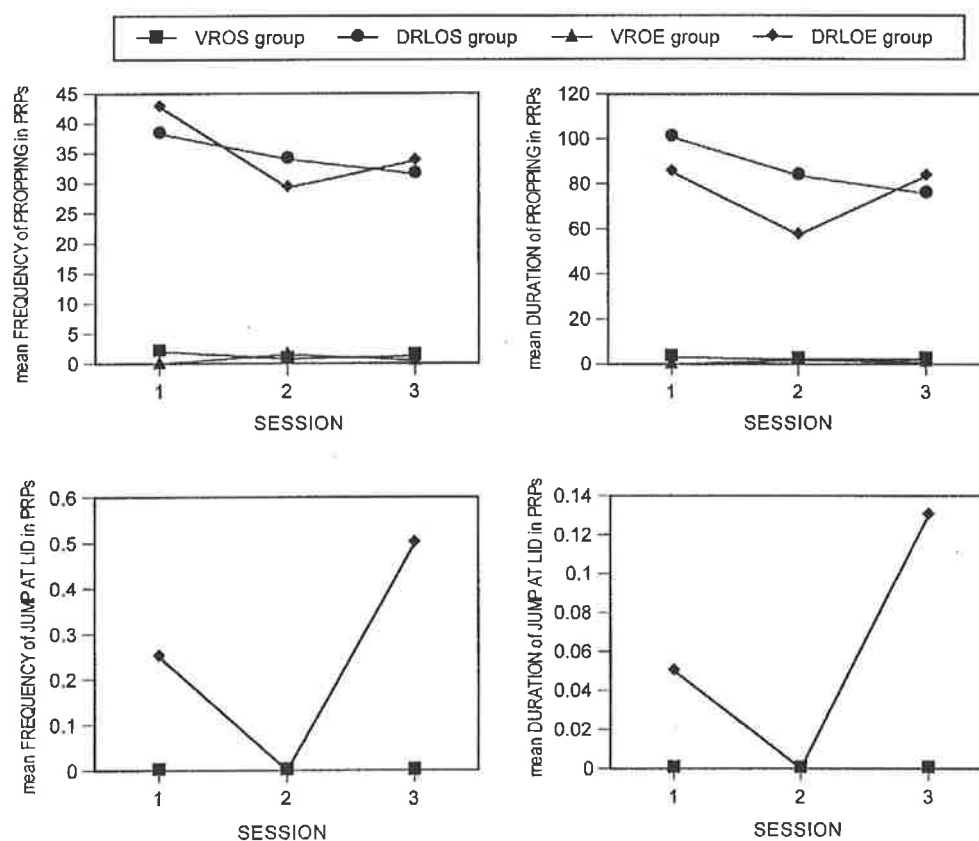 VROS group DRLOS group VROE group DRLOE group
mean FREQUENCY of PROPPING in PRPs
45
40
35
30
25
20
15
10
5
0
1 2 3
SESSION
mean DURATION of PROPPING in PRPs
120
100
80
60
40
20
0
1 2 3
SESSION
mean FREQUENCY of JUMP AT LID in PRPs
0.6
0.5
0.4
0.3
0.2
0.1
0
1 2 3
SESSION
mean DURATION of JUMP AT LID in PRPs
0.14
0.12
0.1
0.08
0.06
0.04
0.02
0
1 2 3
SESSION